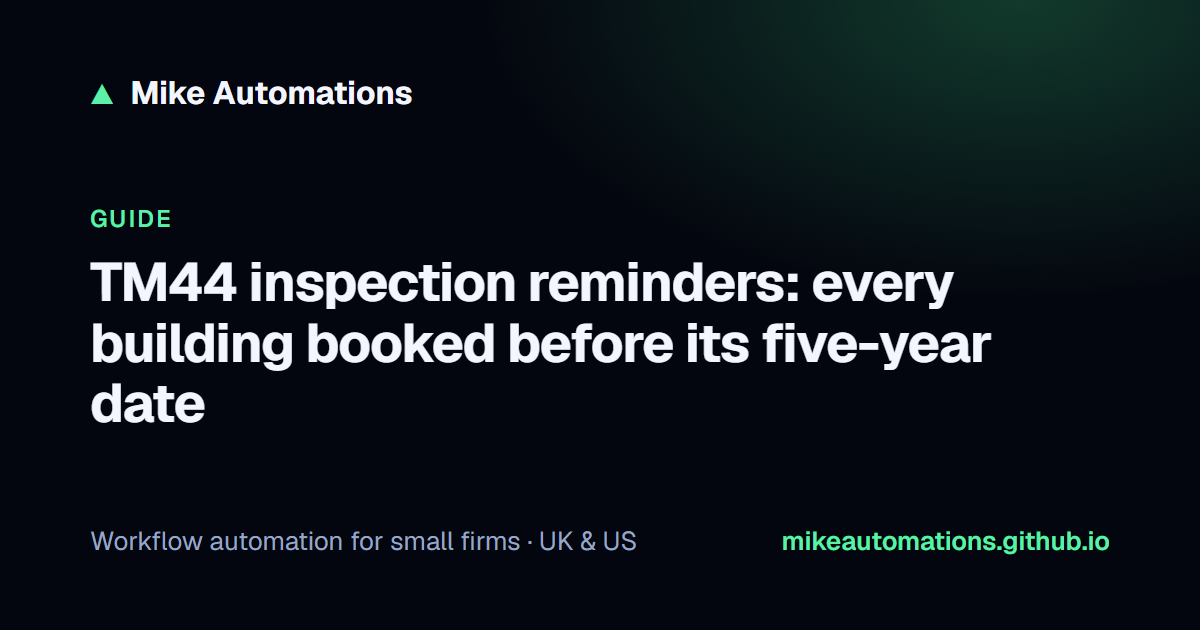 Mike Automations
GUIDE
TM44 inspection reminders: every
building booked before its five-year
date
Workflow automation for small firms · UK & US
mikeautomations.github.io